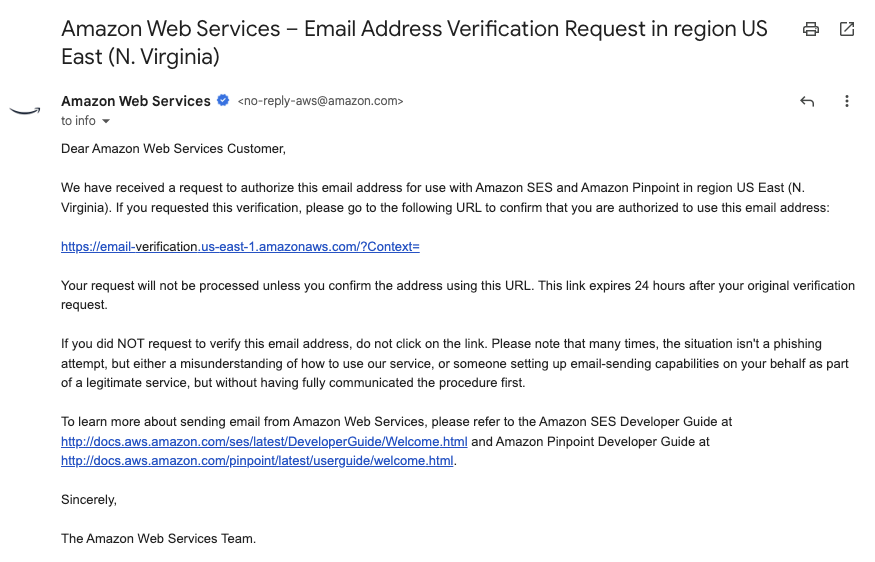 Amazon Web Services – Email Address Verification Request in region US
East (N. Virginia)
Amazon Web Services <no-reply-aws@amazon.com>
to info
Dear Amazon Web Services Customer,
We have received a request to authorize this email address for use with Amazon SES and Amazon Pinpoint in region US East (N.
Virginia). If you requested this verification, please go to the following URL to confirm that you are authorized to use this email address:
https://email-verification.us-east-1.amazonaws.com/?Context=
Your request will not be processed unless you confirm the address using this URL. This link expires 24 hours after your original verification
request.
If you did NOT request to verify this email address, do not click on the link. Please note that many times, the situation isn't a phishing
attempt, but either a misunderstanding of how to use our service, or someone setting up email-sending capabilities on your behalf as part
of a legitimate service, but without having fully communicated the procedure first.
To learn more about sending email from Amazon Web Services, please refer to the Amazon SES Developer Guide at
http://docs.aws.amazon.com/ses/latest/DeveloperGuide/Welcome.html and Amazon Pinpoint Developer Guide at
http://docs.aws.amazon.com/pinpoint/latest/userguide/welcome.html.
Sincerely,
The Amazon Web Services Team.